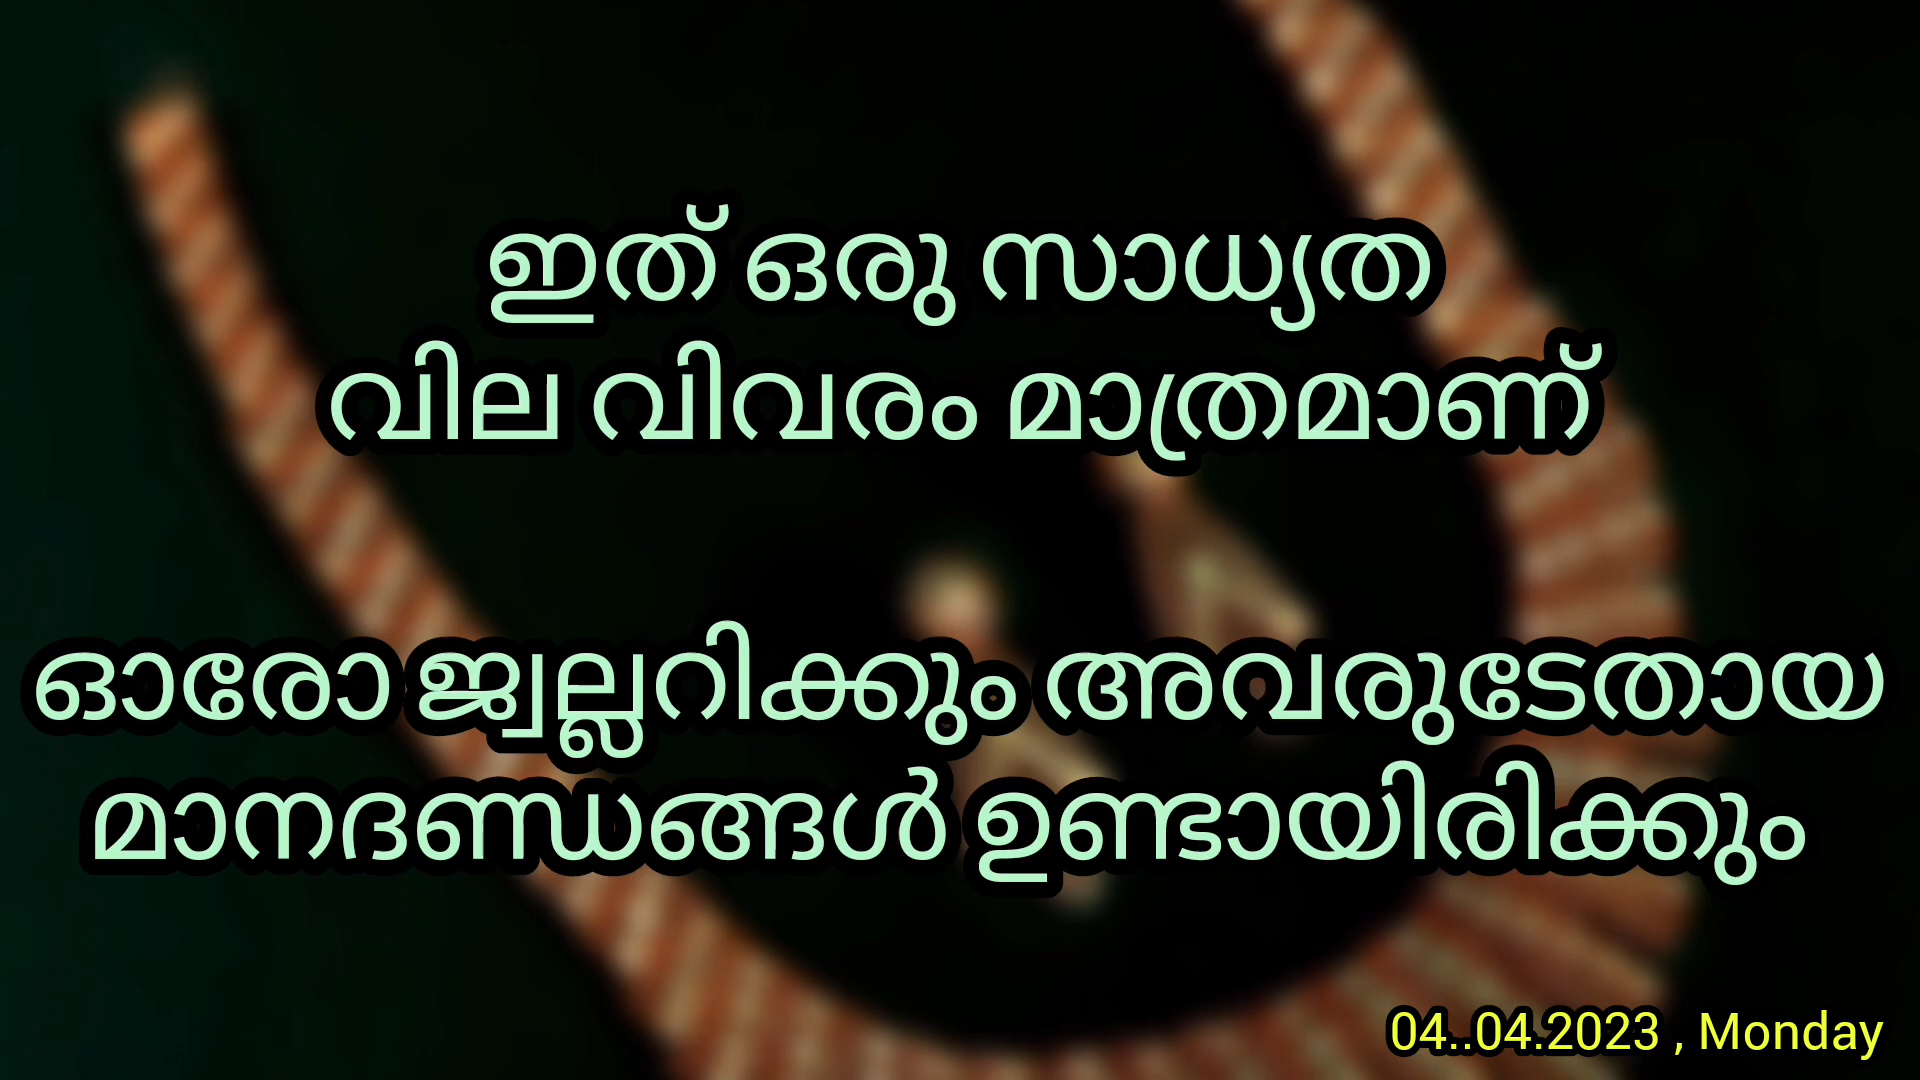 ഇത് ഒരു സാധ്യത
വില വിവരം മാത്രമാണ്
ഓരോ ജ്വല്ലറിക്കും അവരുടേതായ
മാനദണ്ഡങ്ങൾ ഉണ്ടായിരിക്കും
04..04.2023 , Monday